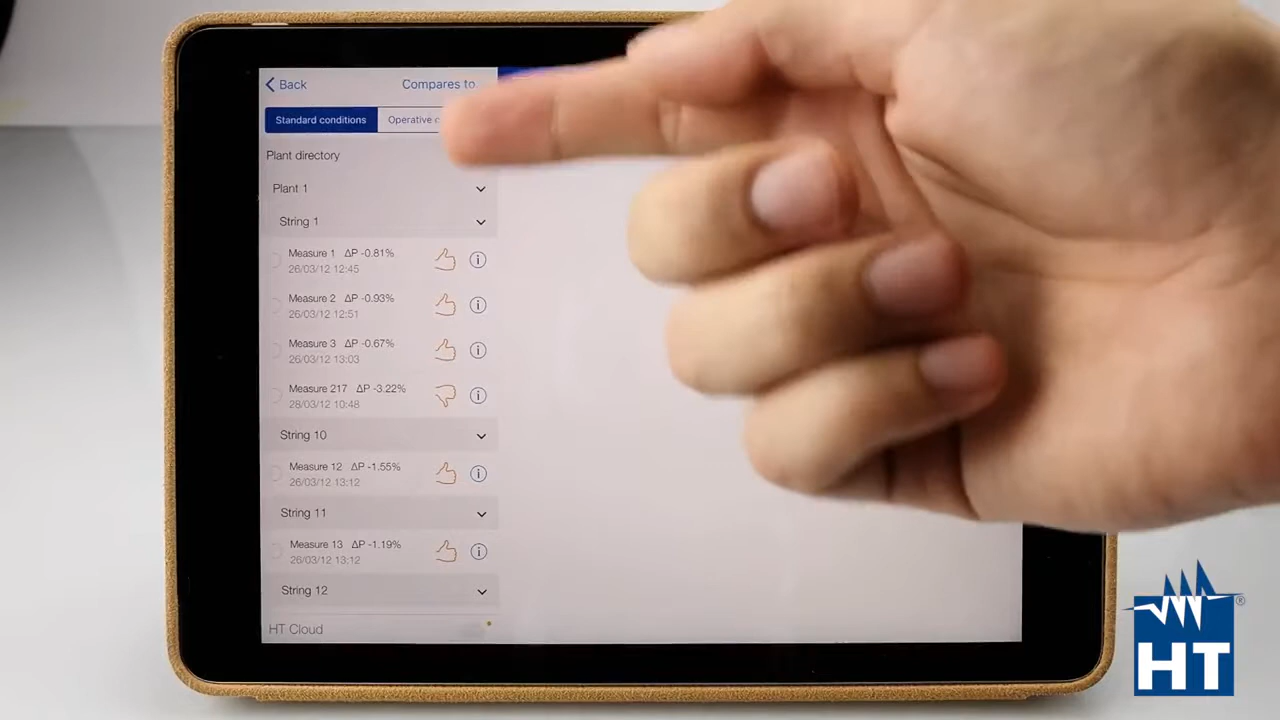 Back
Compares to
Standard conditions
Operative
Plant directory
Plant 1
String 1
Measure 1 ΔP -0.81%
26/03/12 12:45
Measure 2 ΔP -0.93%
26/03/12 12:51
Measure 3 ΔP -0.67%
26/03/12 13:03
Measure 217 ΔP -3.22%
28/03/12 10:48
String 10
Measure 12 ΔP -1.55%
26/03/12 13:12
String 11
Measure 13 ΔP -1.19%
26/03/12 13:12
String 12
HT Cloud
HT
®